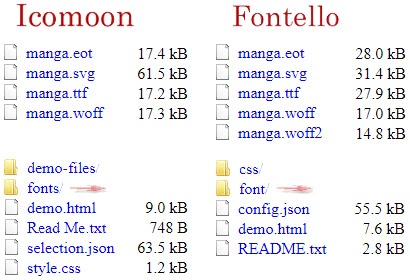 Icomoon
manga.eot 17.4 kB
manga.svg 61.5 kB
manga.ttf 17.2 kB
manga.woff 17.3 kB
demo-files/
fonts/
demo.html 9.0 kB
Read Me.txt 748 B
selection.json 63.5 kB
style.css 1.2 kB
Fontello
manga.eot 28.0 kB
manga.svg 31.4 kB
manga.ttf 27.9 kB
manga.woff 17.0 kB
manga.woff2 14.8 kB
css/
font/
config.json 55.5 kB
demo.html 7.6 kB
README.txt 2.8 kB